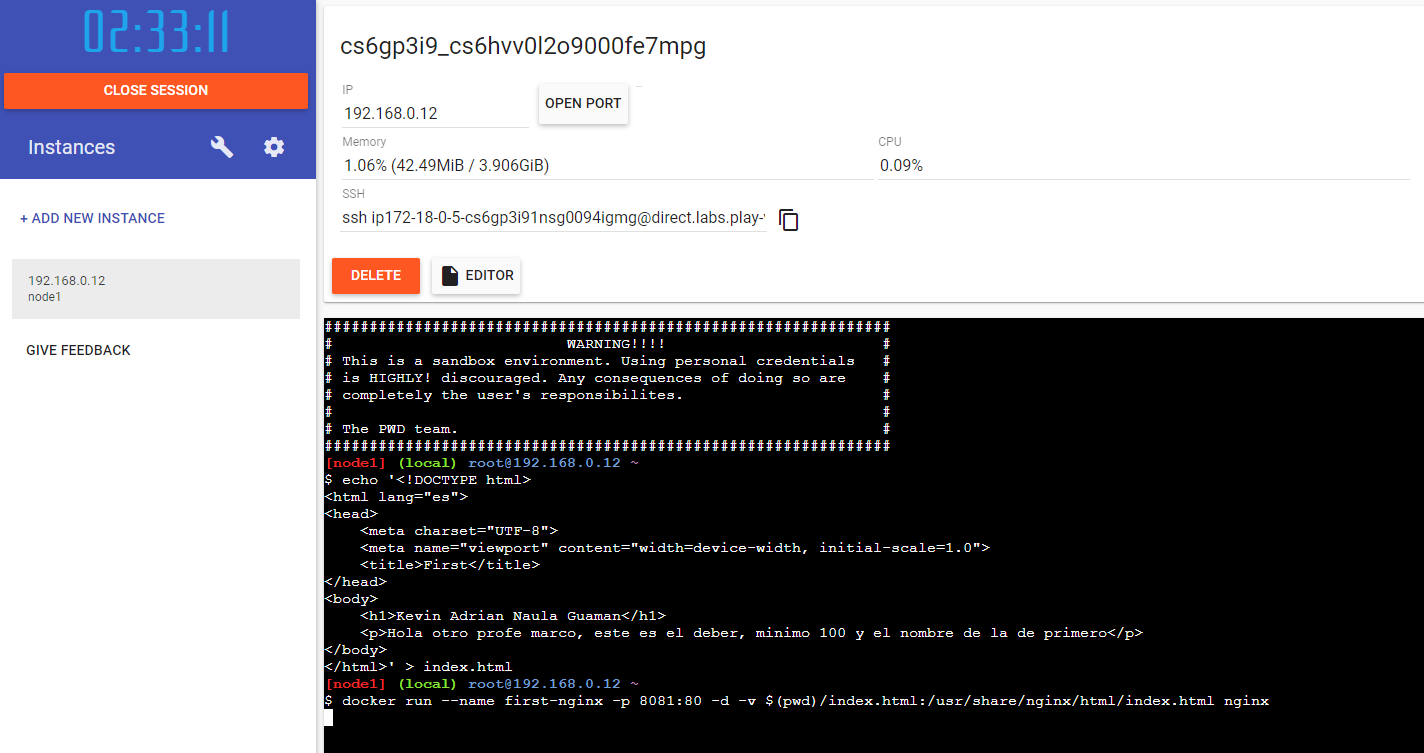 02:33:11
CLOSE SESSION
Instances
+ ADD NEW INSTANCE
192.168.0.12
node1
GIVE FEEDBACK
cs6gp3i9_cs6hvv0l2o9000fe7mpg
IP
192.168.0.12
OPEN PORT
Memory
1.06% (42.49MiB / 3.906GiB)
CPU
0.09%
SSH
ssh ip172-18-0-5-cs6gp3i91nsg0094igmg@direct.labs.play-
DELETE
EDITOR
###############################################################
# WARNING!!!! #
# This is a sandbox environment. Using personal credentials #
# is HIGHLY! discouraged. Any consequences of doing so are #
# completely the user's responsibilites. #
# #
# The PWD team. #
###############################################################
[node1] (local) root@192.168.0.12 ~
$ echo '<!DOCTYPE html>
<html lang="es">
<head>
    <meta charset="UTF-8">
    <meta name="viewport" content="width=device-width, initial-scale=1.0">
    <title>First</title>
</head>
<body>
    <h1>Kevin Adrian Naula Guaman</h1>
    <p>Hola otro profe marco, este es el deber, minimo 100 y el nombre de la de primero</p>
</body>
</html>' > index.html
[node1] (local) root@192.168.0.12 ~
$ docker run --name first-nginx -p 8081:80 -d -v $(pwd)/index.html:/usr/share/nginx/html/index.html nginx